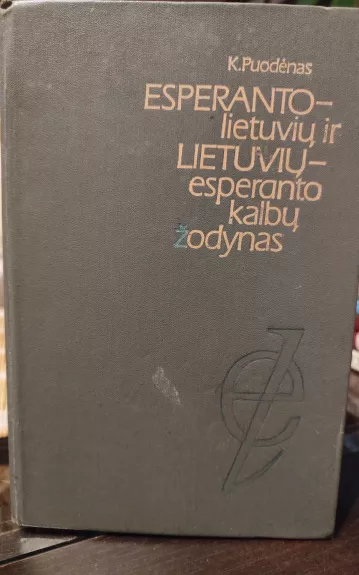 K.Puodėnas
ESPERANTO–
lietuvių ir
LIETUVIŲ–
esperanto
kalbų
žodynas